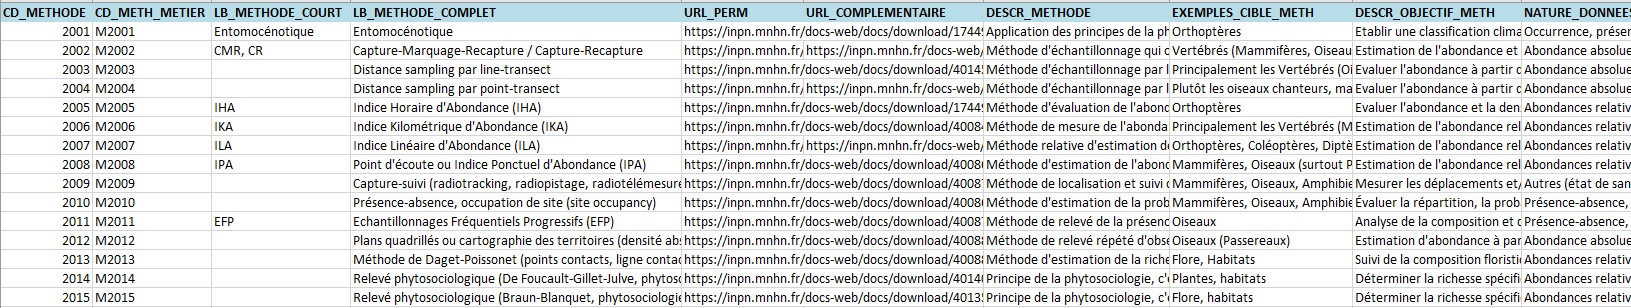 CD_METHODE CD_METH_METIER LB_METHODE_COURT LB_METHODE_COMPLET URL_PERM URL_COMPLEMENTAIRE DESCR_METHODE EXEMPLES_CIBLE_METH DESCR_OBJECTIF_METH NATURE_DONNEES
2001 M2001 Entomocénotique Entomocénotique https://inpn.mnhn.fr/docs-web/docs/download/1744 Application des principes de la ph Orthoptères Etablir une classification clima Occurrence, prése
2002 M2002 CMR, CR Capture-Marquage-Recapture / Capture-Recapture https://inpn.mnhn.fr/ https://inpn.mnhn.fr/docs-web/ Méthode d'échantillonnage qui c Vertébrés (Mammifères, Oiseau Estimation de l'abondance et Abondance absolue
2003 M2003 Distance sampling par line-transect https://inpn.mnhn.fr/docs-web/docs/download/4014 Méthode d'échantillonnage par l Principalement les Vertébrés (Oi Evaluer l'abondance à partir d Abondance absolue
2004 M2004 Distance sampling par point-transect https://inpn.mnhn.fr/ https://inpn.mnhn.fr/docs-web/ Méthode d'échantillonnage par l Plutôt les oiseaux chanteurs, ma Evaluer l'abondance à partir d Abondance absolue
2005 M2005 IHA Indice Horaire d'Abondance (IHA) https://inpn.mnhn.fr/docs-web/docs/download/1744 Méthode d'évaluation de l'abond Orthoptères Evaluer l'abondance et la den Abondances relativ
2006 M2006 IKA Indice Kilométrique d'Abondance (IKA) https://inpn.mnhn.fr/docs-web/docs/download/4008 Méthode de mesure de l'abonda Principalement les Vertébrés (M Estimation de l'abondance rel Abondances relativ
2007 M2007 ILA Indice Linéaire d'Abondance (ILA) https://inpn.mnhn.fr/ https://inpn.mnhn.fr/docs-web/ Méthode relative d'estimation d Orthoptères, Coléoptères, Diptè Estimation de l'abondance rel Abondances relativ
2008 M2008 IPA Point d'écoute ou Indice Ponctuel d'Abondance (IPA) https://inpn.mnhn.fr/docs-web/docs/download/4008 Méthode d'estimation de l'abond Mammifères, Oiseaux (surtout P Estimation de l'abondance rel Abondances relativ
2009 M2009 Capture-suivi (radiotracking, radiopistage, radiotélémesure https://inpn.mnhn.fr/docs-web/docs/download/4008 Méthode de localisation et suivi d Mammifères, Oiseaux, Amphibie Mesurer les déplacements et/ Autres (état de san
2010 M2010 Présence-absence, occupation de site (site occupancy) https://inpn.mnhn.fr/docs-web/docs/download/4008 Méthode d'estimation de la prob Mammifères, Oiseaux, Amphibie Évaluer la répartition, la prob Présence-absence,
2011 M2011 EFP Echantillonnages Fréquentiels Progressifs (EFP) https://inpn.mnhn.fr/docs-web/docs/download/4008 Méthode de relevé de la présenc Oiseaux Analyse de la composition et d Présence-absence,
2012 M2012 Plans quadrillés ou cartographie des territoires (densité abs https://inpn.mnhn.fr/docs-web/docs/download/4008 Méthode de relevé répété d'obse Oiseaux (Passereaux) Estimation d'abondance à par Abondance absolue
2013 M2013 Méthode de Daget-Poissonet (points contacts, ligne contac https://inpn.mnhn.fr/docs-web/docs/download/4008 Méthode d'estimation de la riche Flore, Habitats Suivi de la composition floristi Abondances relativ
2014 M2014 Relevé phytosociologique (De Foucault-Gillet-Julve, phytoso https://inpn.mnhn.fr/docs-web/docs/download/4014 Principe de la phytosociologie, c'e Plantes, habitats Déterminer la richesse spécifi Abondances relativ
2015 M2015 Relevé phytosociologique (Braun-Blanquet, phytosociologie https://inpn.mnhn.fr/docs-web/docs/download/4013 Principe de la phytosociologie, c'e Flore, habitats Déterminer la richesse spécifi Abondances relativ